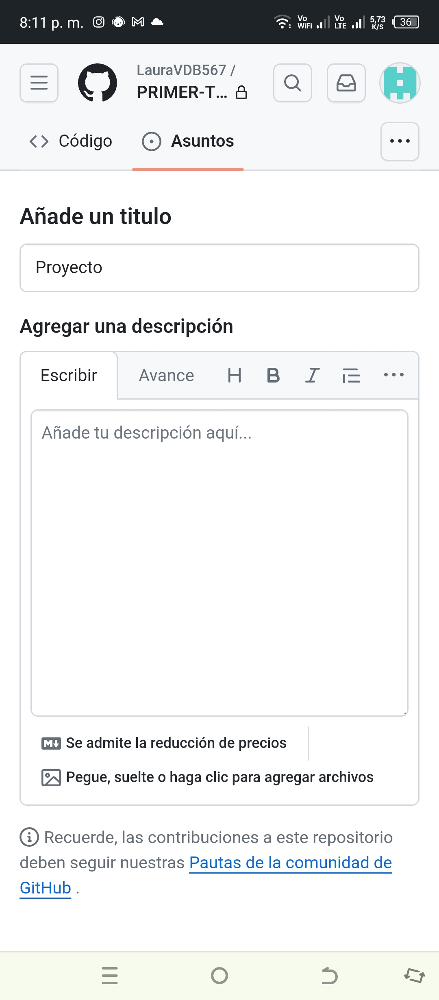 8:11 p. m.
Vo WiFi Vo LTE 5,73 K/S 36
LauraVDB567 /
PRIMER-T...
Código
Asuntos
Añade un titulo
Proyecto
Agregar una descripción
Escribir
Avance
H B I
Añade tu descripción aquí...
M Se admite la reducción de precios
Pegue, suelte o haga clic para agregar archivos
Recuerde, las contribuciones a este repositorio
deben seguir nuestras Pautas de la comunidad de
GitHub .